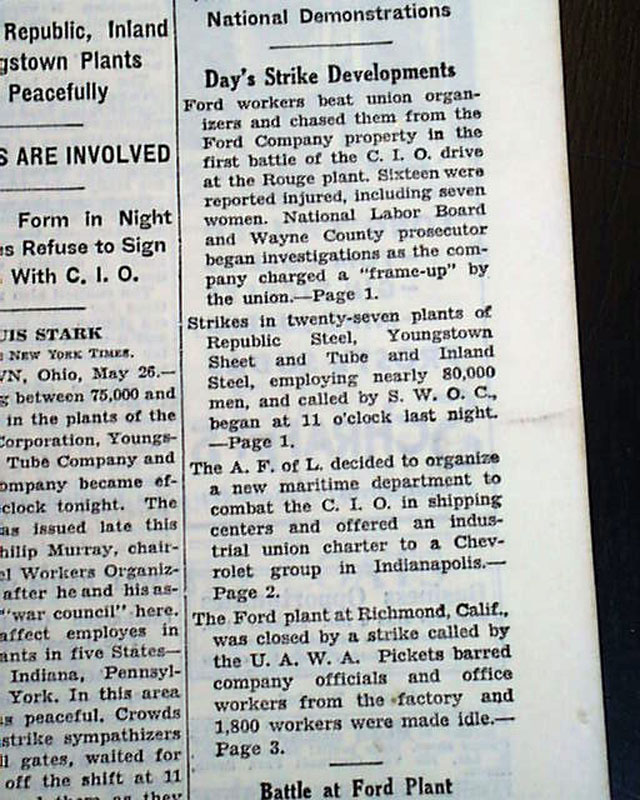 Republic, Inland
Plants
Peacefully
ARE INVOLVED
Form in Night
Refuse to Sign
With C. I. O.
STARK
NEW YORK TIMES.
Ohio, May 26.—
between 75,000 and
in the plants of the
Corporation, Youngs-
Tube Company and
became ef-
tonight. The
issued late this
Murray, chair-
Workers Organiz-
after he and his as-
"war council" here.
affect employes in
in five States—
Indiana, Pennsyl-
York. In this area
peaceful. Crowds
strike sympathizers
gates, waited for
off the shift at 11
as they
National Demonstrations
Day's Strike Developments
Ford workers beat union organ-
izers and chased them from the
Ford Company property in the
first battle of the C. I. O. drive
at the Rouge plant. Sixteen were
reported injured, including seven
women. National Labor Board
and Wayne County prosecutor
began investigations as the com-
pany charged a "frame-up" by
the union.—Page 1.
Strikes in twenty-seven plants of
Republic Steel, Youngstown
Sheet and Tube and Inland
Steel, employing nearly 80,000
men, and called by S. W. O. C.,
began at 11 o'clock last night.
—Page 1.
The A. F. of L. decided to organize
a new maritime department to
combat the C. I. O. in shipping
centers and offered an indus-
trial union charter to a Chev-
rolet group in Indianapolis.—
Page 2.
The Ford plant at Richmond, Calif.,
was closed by a strike called by
the U. A. W. A. Pickets barred
company officials and office
workers from the factory and
1,800 workers were made idle.—
Page 3.
Battle at Ford Plant